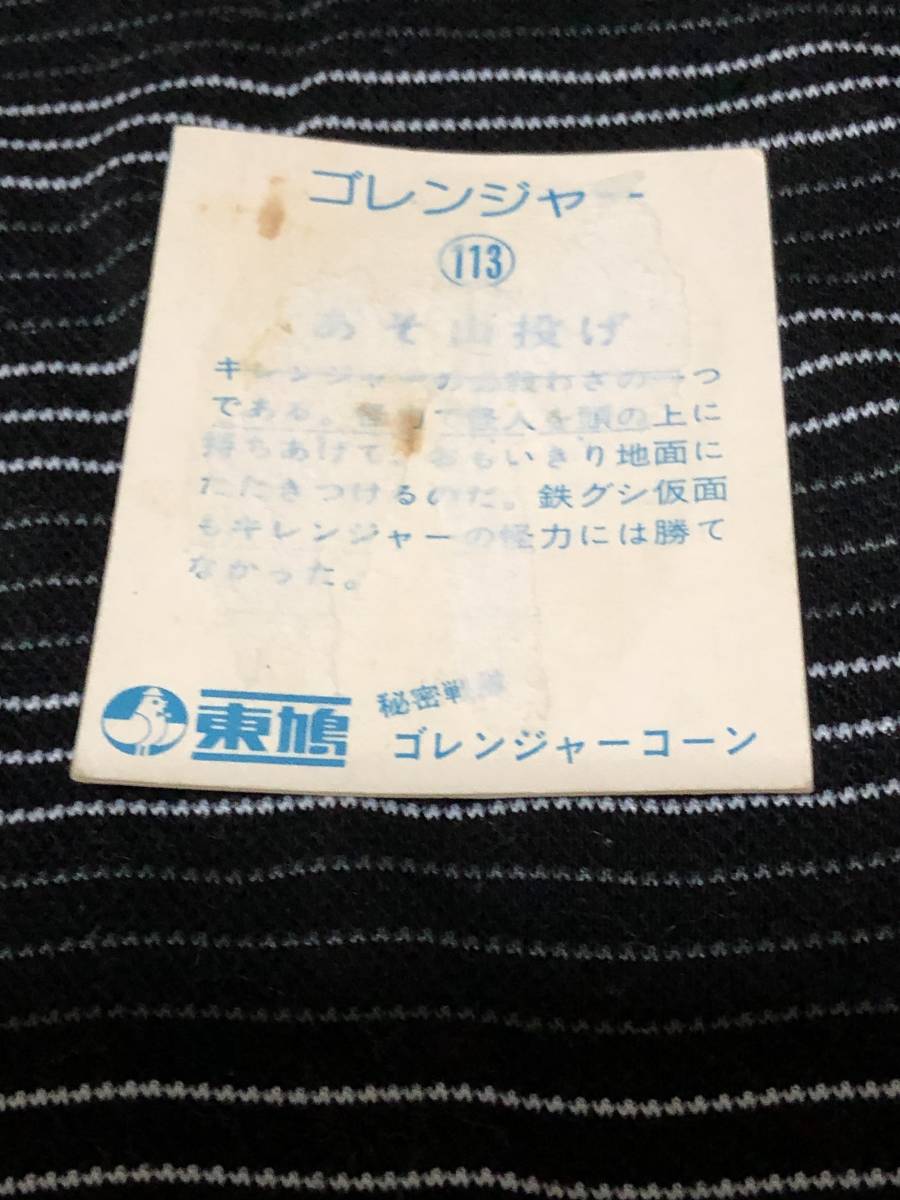 ゴレンジャー
113
あそ山投げ
キレンジャーの必殺わざの一つ
である。怪力で怪人を頭の上に
持ちあげて、おもいきり地面に
たたきつけるのだ。鉄グシ仮面
もキレンジャーの怪力には勝て
なかった。
東鳩
秘密戦隊
ゴレンジャーコーン